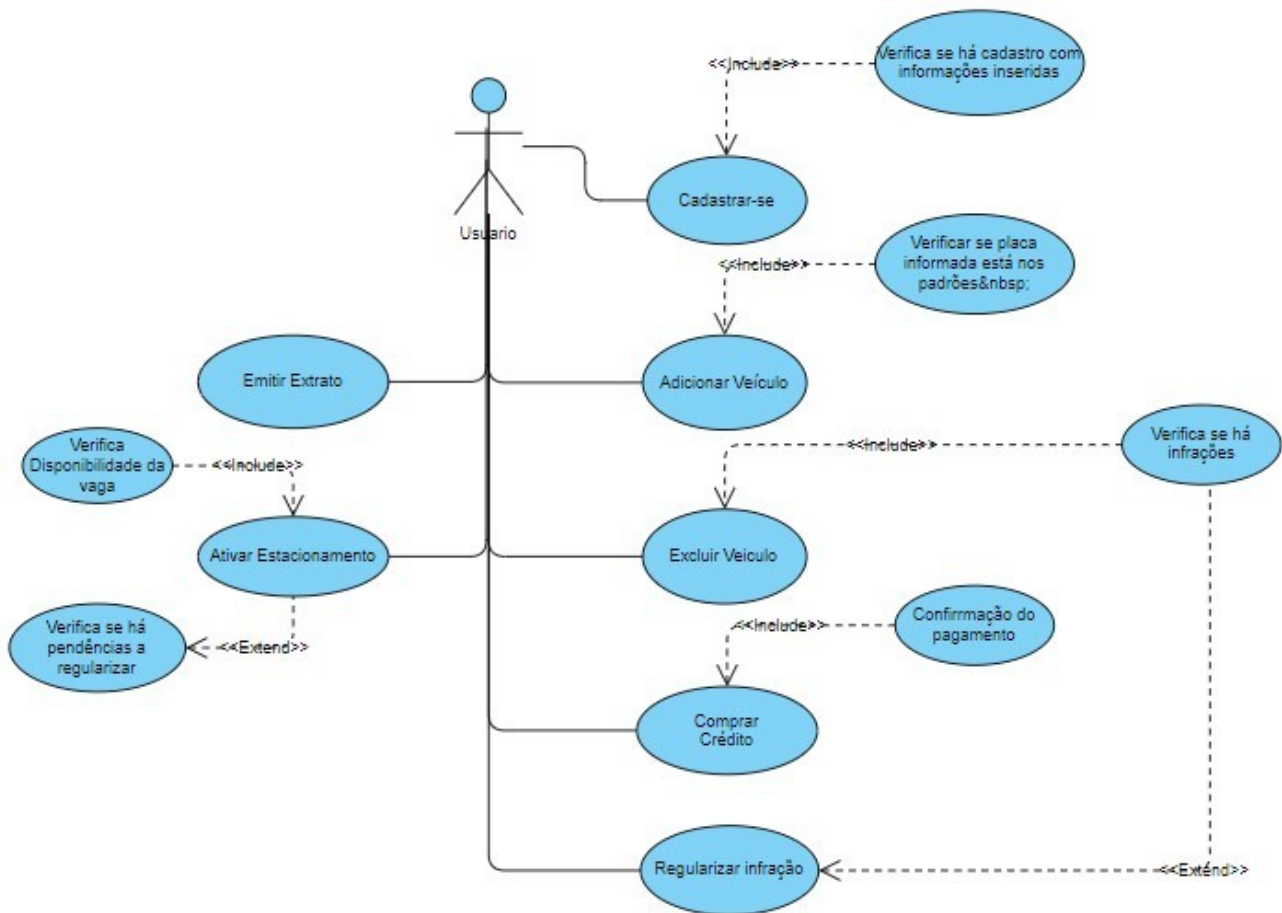 Verifica se há cadastro com
informações inseridas
<<Include>>
Cadastrar-se
Usuario
Verificar se placa
informada está nos
padrões&nbsp;
<<Include>>
Emitir Extrato
Adicionar Veículo
Verifica
Disponibilidade da
vaga
<<Include>>
<<Include>>
Verifica se há
infrações
Ativar Estacionamento
Excluir Veiculo
Verifica se há
pendências a
regularizar
<<Extend>>
<<Include>>
Confirrmação do
pagamento
Comprar
Crédito
Regularizar infração
<<Extend>>